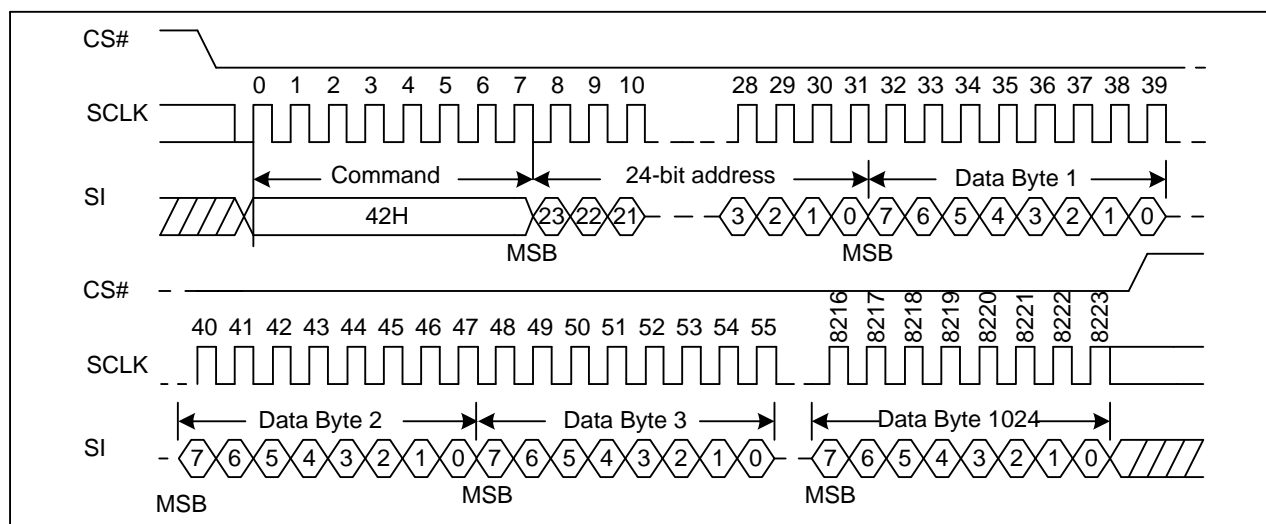 CS#
0 1 2 3 4 5 6 7 8 9 10 28 29 30 31 32 33 34 35 36 37 38 39
SCLK
Command 24-bit address Data Byte 1
SI
42H 23 22 21 3 2 1 0 7 6 5 4 3 2 1 0
MSB MSB
CS#
40 41 42 43 44 45 46 47 48 49 50 51 52 53 54 55 8216 8217 8218 8219 8220 8221 8222 8223
SCLK
Data Byte 2 Data Byte 3 Data Byte 1024
SI
7 6 5 4 3 2 1 0 7 6 5 4 3 2 1 0 7 6 5 4 3 2 1 0
MSB MSB MSB